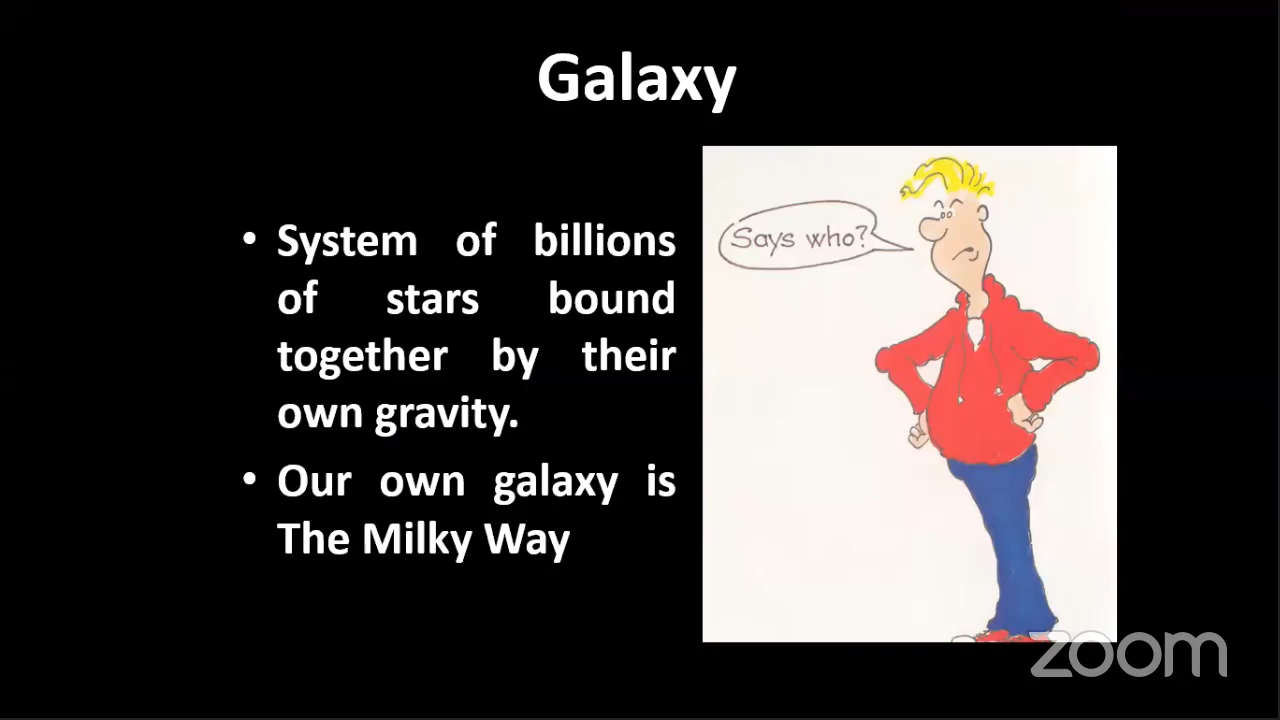 Galaxy
• System of billions
of stars bound
together by their
own gravity.
• Our own galaxy is
The Milky Way
Says who?
zoom